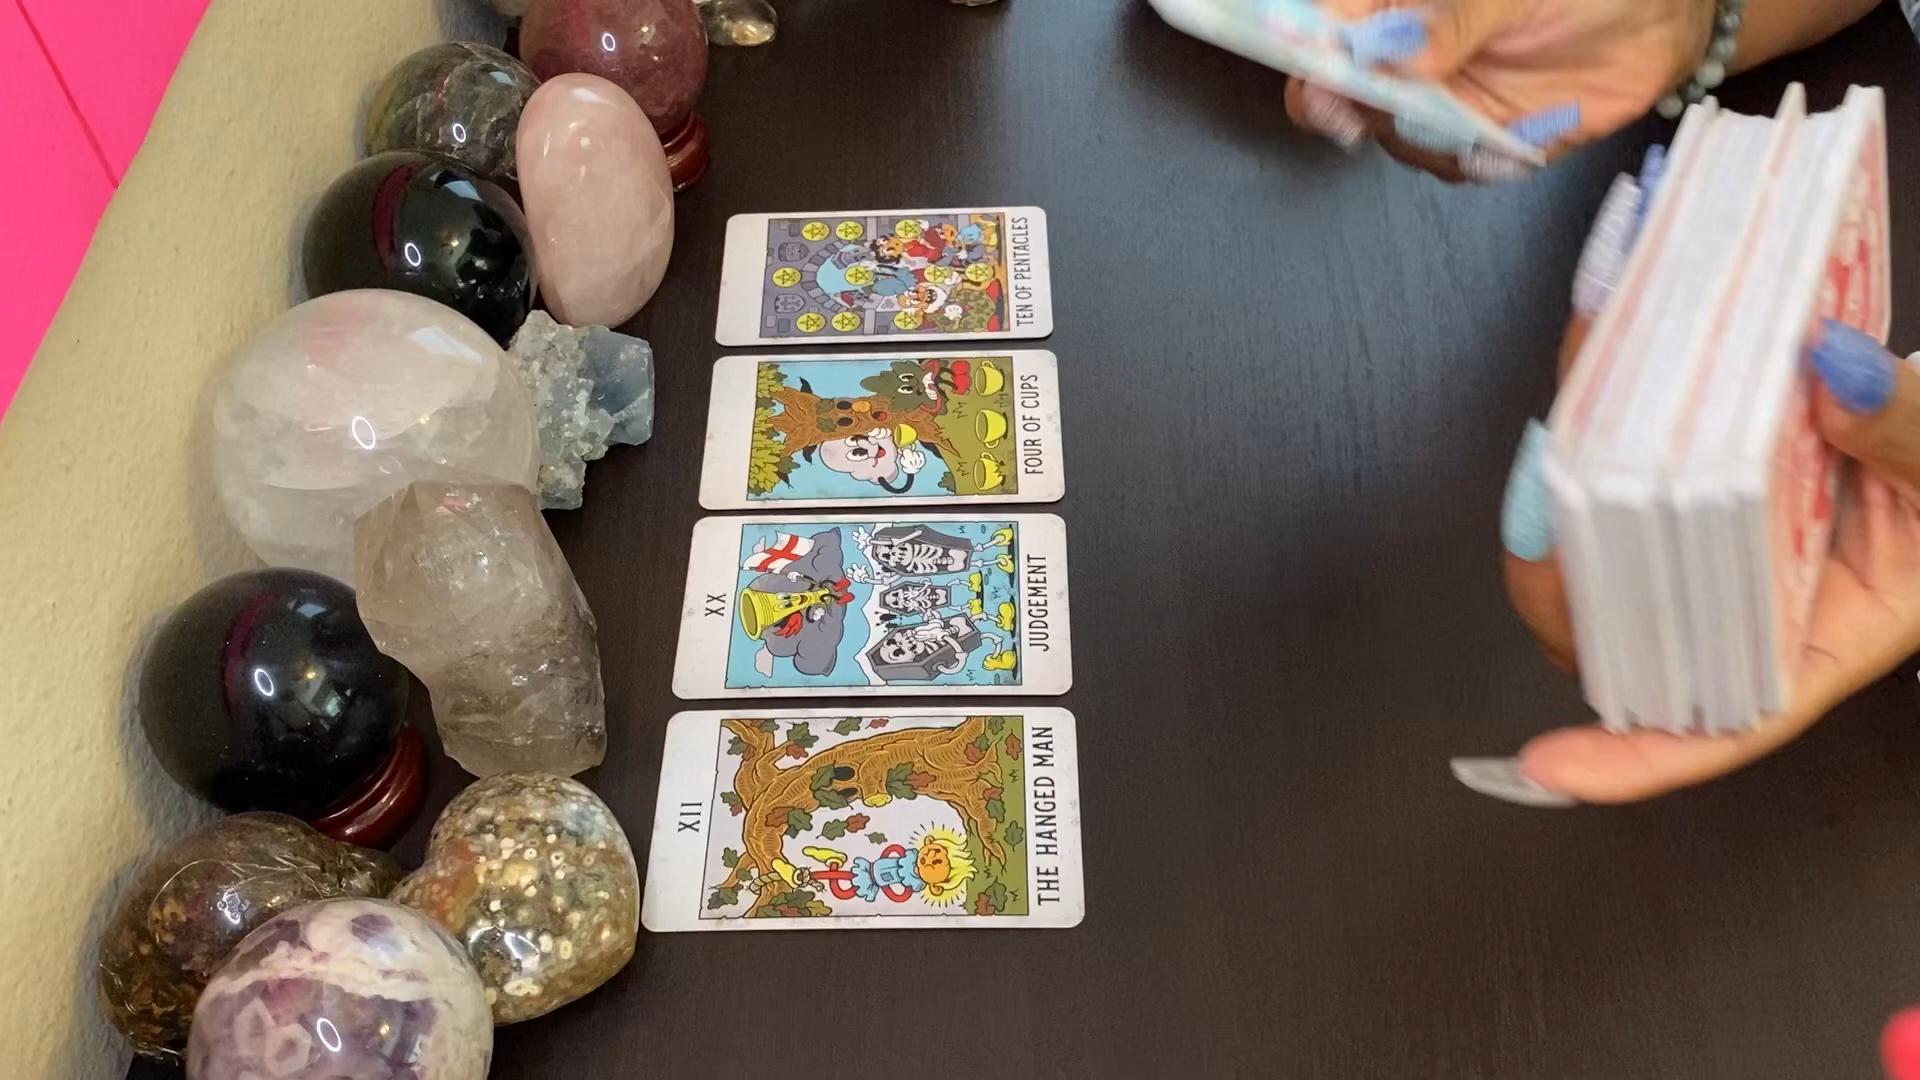 TEN OF PENTACLES
FOUR OF CUPS
XX
JUDGEMENT
XII
THE HANGED MAN